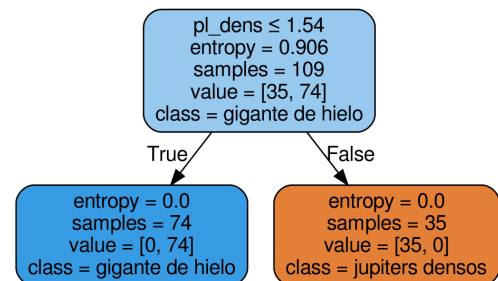 pl_dens ≤ 1.54
entropy = 0.906
samples = 109
value = [35, 74]
class = gigante de hielo
True
False
entropy = 0.0
samples = 74
value = [0, 74]
class = gigante de hielo
entropy = 0.0
samples = 35
value = [35, 0]
class = jupiters densos